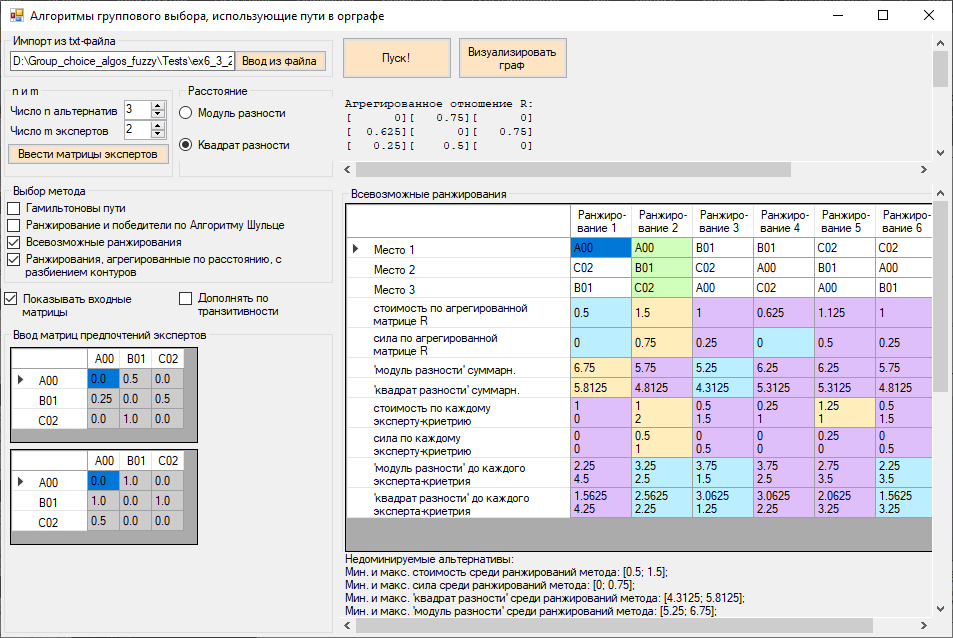 Алгоритмы группового выбора, использующие пути в орграфе
Импорт из txt-файла
D:\Group_choice_algos_fuzzy\Tests\ex6_3_2
Ввод из файла
n и m
Число n альтернатив 3
Число m экспертов 2
Ввести матрицы экспертов
Расстояние
Модуль разности
Квадрат разности
Выбор метода
Гамильтоновы пути
Ранжирование и победители по Алгоритму Шульце
Всевозможные ранжирования
Ранжирования, агрегированные по расстоянию, с
разбиением контуров
Показывать входные
матрицы
Дополнять по
транзитивности
Ввод матриц предпочтений экспертов
A00 B01 C02
A00 0.0 0.5 0.0
B01 0.25 0.0 0.5
C02 0.0 1.0 0.0
A00 B01 C02
A00 0.0 1.0 0.0
B01 1.0 0.0 1.0
C02 0.5 0.0 0.0
Пуск!
Визуализировать
граф
Агрегированное отношение R:
[ 0][ 0.75][ 0]
[ 0.625][ 0][ 0.75]
[ 0.25][ 0.5][ 0]
Всевозможные ранжирования
Ранжиро- Ранжиро- Ранжиро- Ранжиро- Ранжиро- Ранжиро-
вание 1 вание 2 вание 3 вание 4 вание 5 вание 6
Место 1 A00 A00 B01 B01 C02 C02
Место 2 C02 B01 C02 A00 B01 A00
Место 3 B01 C02 A00 C02 A00 B01
стоимость по агрегированной
матрице R 0.5 1.5 1 0.625 1.125 1
сила по агрегированной
матрице R 0 0.75 0.25 0 0.5 0.25
'модуль разности' суммарн. 6.75 5.75 5.25 6.25 6.25 5.75
'квадрат разности' суммарн. 5.8125 4.8125 4.3125 5.3125 5.3125 4.8125
стоимость по каждому 1 1 0.5 0.25 1.25 0.5
эксперту-криетрию 0 2 1.5 1 1 1.5
сила по каждому 0 0.5 0 0 0.25 0
эксперту-криетрию 0 1 0.5 0 0 0.5
'модуль разности' до каждого 2.25 3.25 3.75 3.75 2.75 2.25
эксперта-криетрия 4.5 2.5 1.5 2.5 3.5 3.5
'квадрат разности' до каждого 1.5625 2.5625 3.0625 3.0625 2.0625 1.5625
эксперта-криетрия 4.25 2.25 1.25 2.25 3.25 3.25
Недоминируемые альтернативы:
Мин. и макс. стоимость среди ранжирований метода: [0.5; 1.5];
Мин. и макс. сила среди ранжирований метода: [0; 0.75];
Мин. и макс. 'квадрат разности' среди ранжирований метода: [4.3125; 5.8125];
Мин. и макс. 'модуль разности' среди ранжирований метода: [5.25; 6.75];